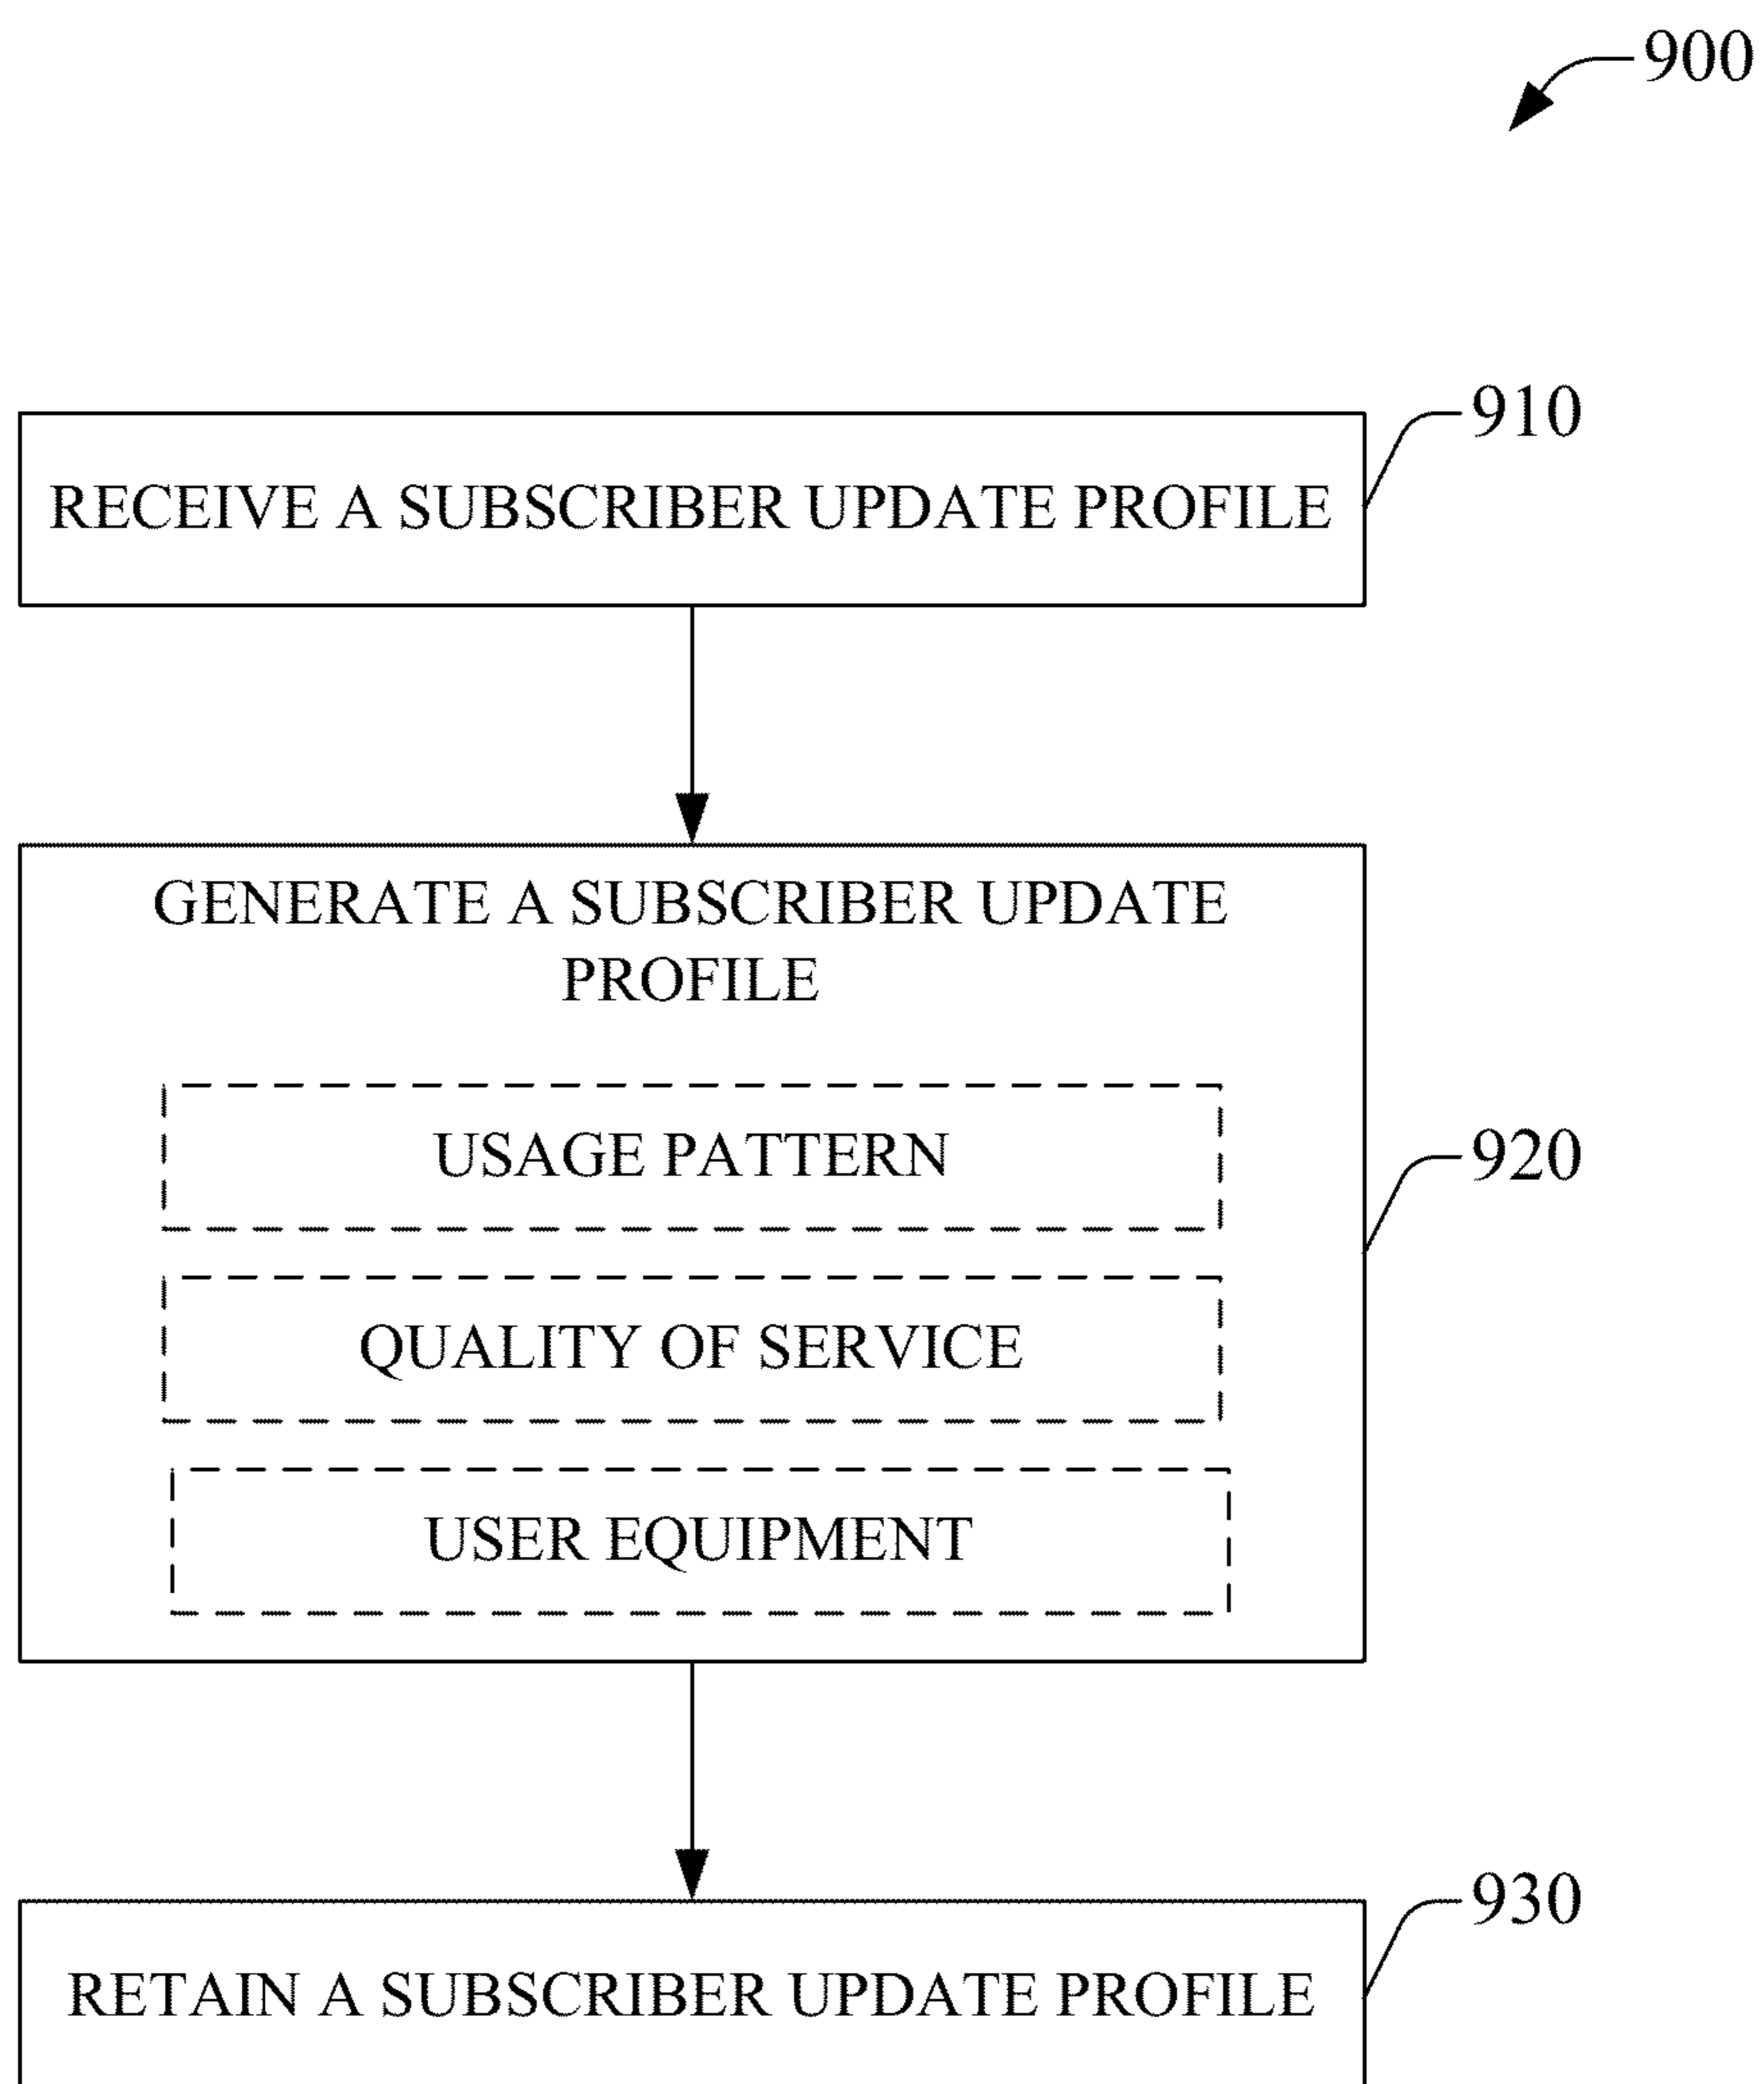 900
910
RECEIVE A SUBSCRIBER UPDATE PROFILE
GENERATE A SUBSCRIBER UPDATE
PROFILE
USAGE PATTERN
920
QUALITY OF SERVICE
USER EQUIPMENT
930
RETAIN A SUBSCRIBER UPDATE PROFILE